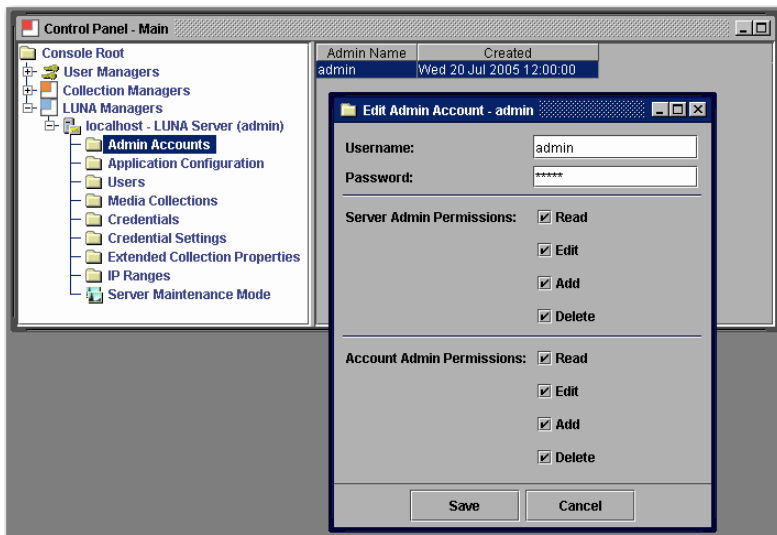 Control Panel - Main
Console Root
User Managers
Collection Managers
LUNA Managers
localhost - LUNA Server (admin)
Admin Accounts
Application Configuration
Users
Media Collections
Credentials
Credential Settings
Extended Collection Properties
IP Ranges
Server Maintenance Mode
Admin Name Created
admin Wed 20 Jul 2005 12:00:00
Edit Admin Account - admin
Username: admin
Password: *****
Server Admin Permissions: Read
Edit
Add
Delete
Account Admin Permissions: Read
Edit
Add
Delete
Save Cancel